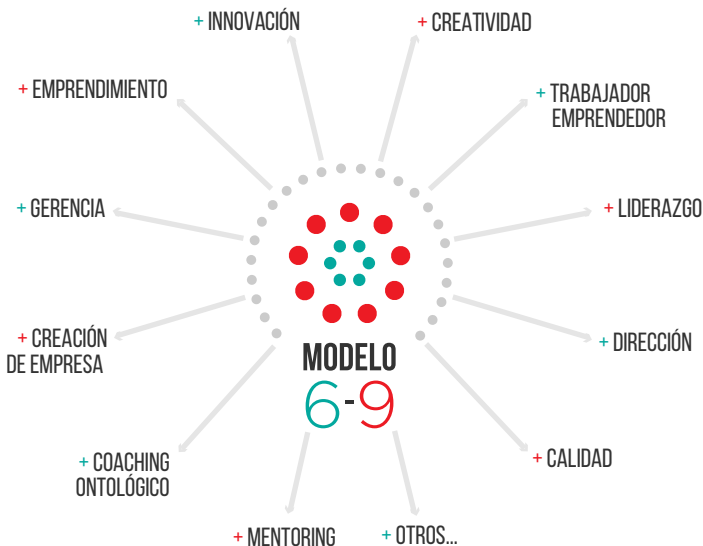 + INNOVACIÓN
+ CREATIVIDAD
+ EMPRENDIMIENTO
+ TRABAJADOR
EMPRENDEDOR
+ GERENCIA
+ LIDERAZGO
+ CREACIÓN
DE EMPRESA
+ DIRECCIÓN
MODELO
6-9
+ COACHING
ONTOLÓGICO
+ CALIDAD
+ MENTORING
+ OTROS...